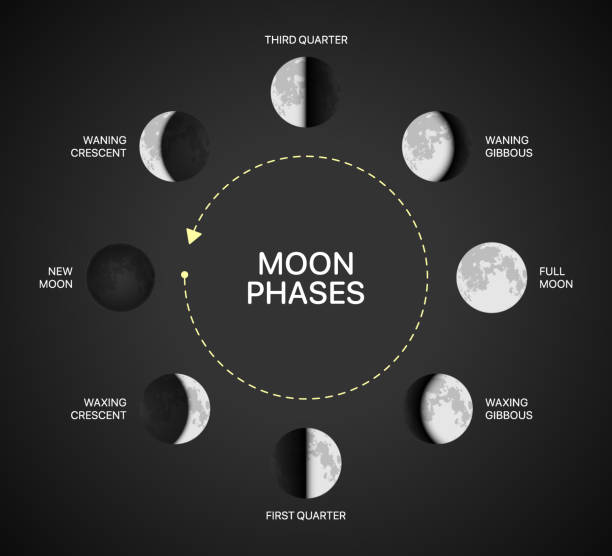 THIRD QUARTER
WANING
CRESCENT
WANING
GIBBOUS
MOON
PHASES
NEW
MOON
FULL
MOON
WAXING
CRESCENT
WAXING
GIBBOUS
FIRST QUARTER